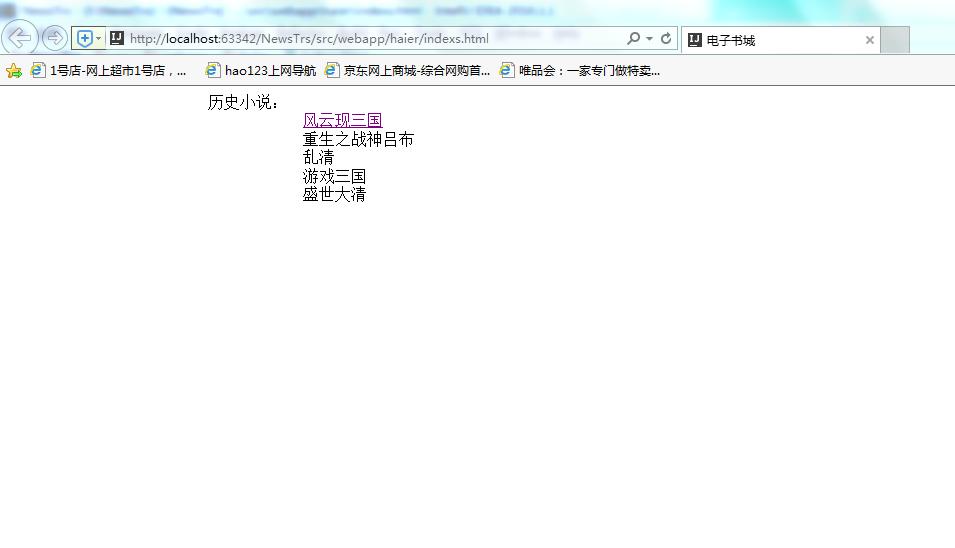 http://localhost:63342/NewsTrs/src/webapp/haier/indexs.html
电子书城
1号店-网上超市1号店，... hao123上网导航 京东网上商城-综合网购首... 唯品会：一家专门做特卖...
历史小说：
风云现三国
重生之战神吕布
乱清
游戏三国
盛世大清